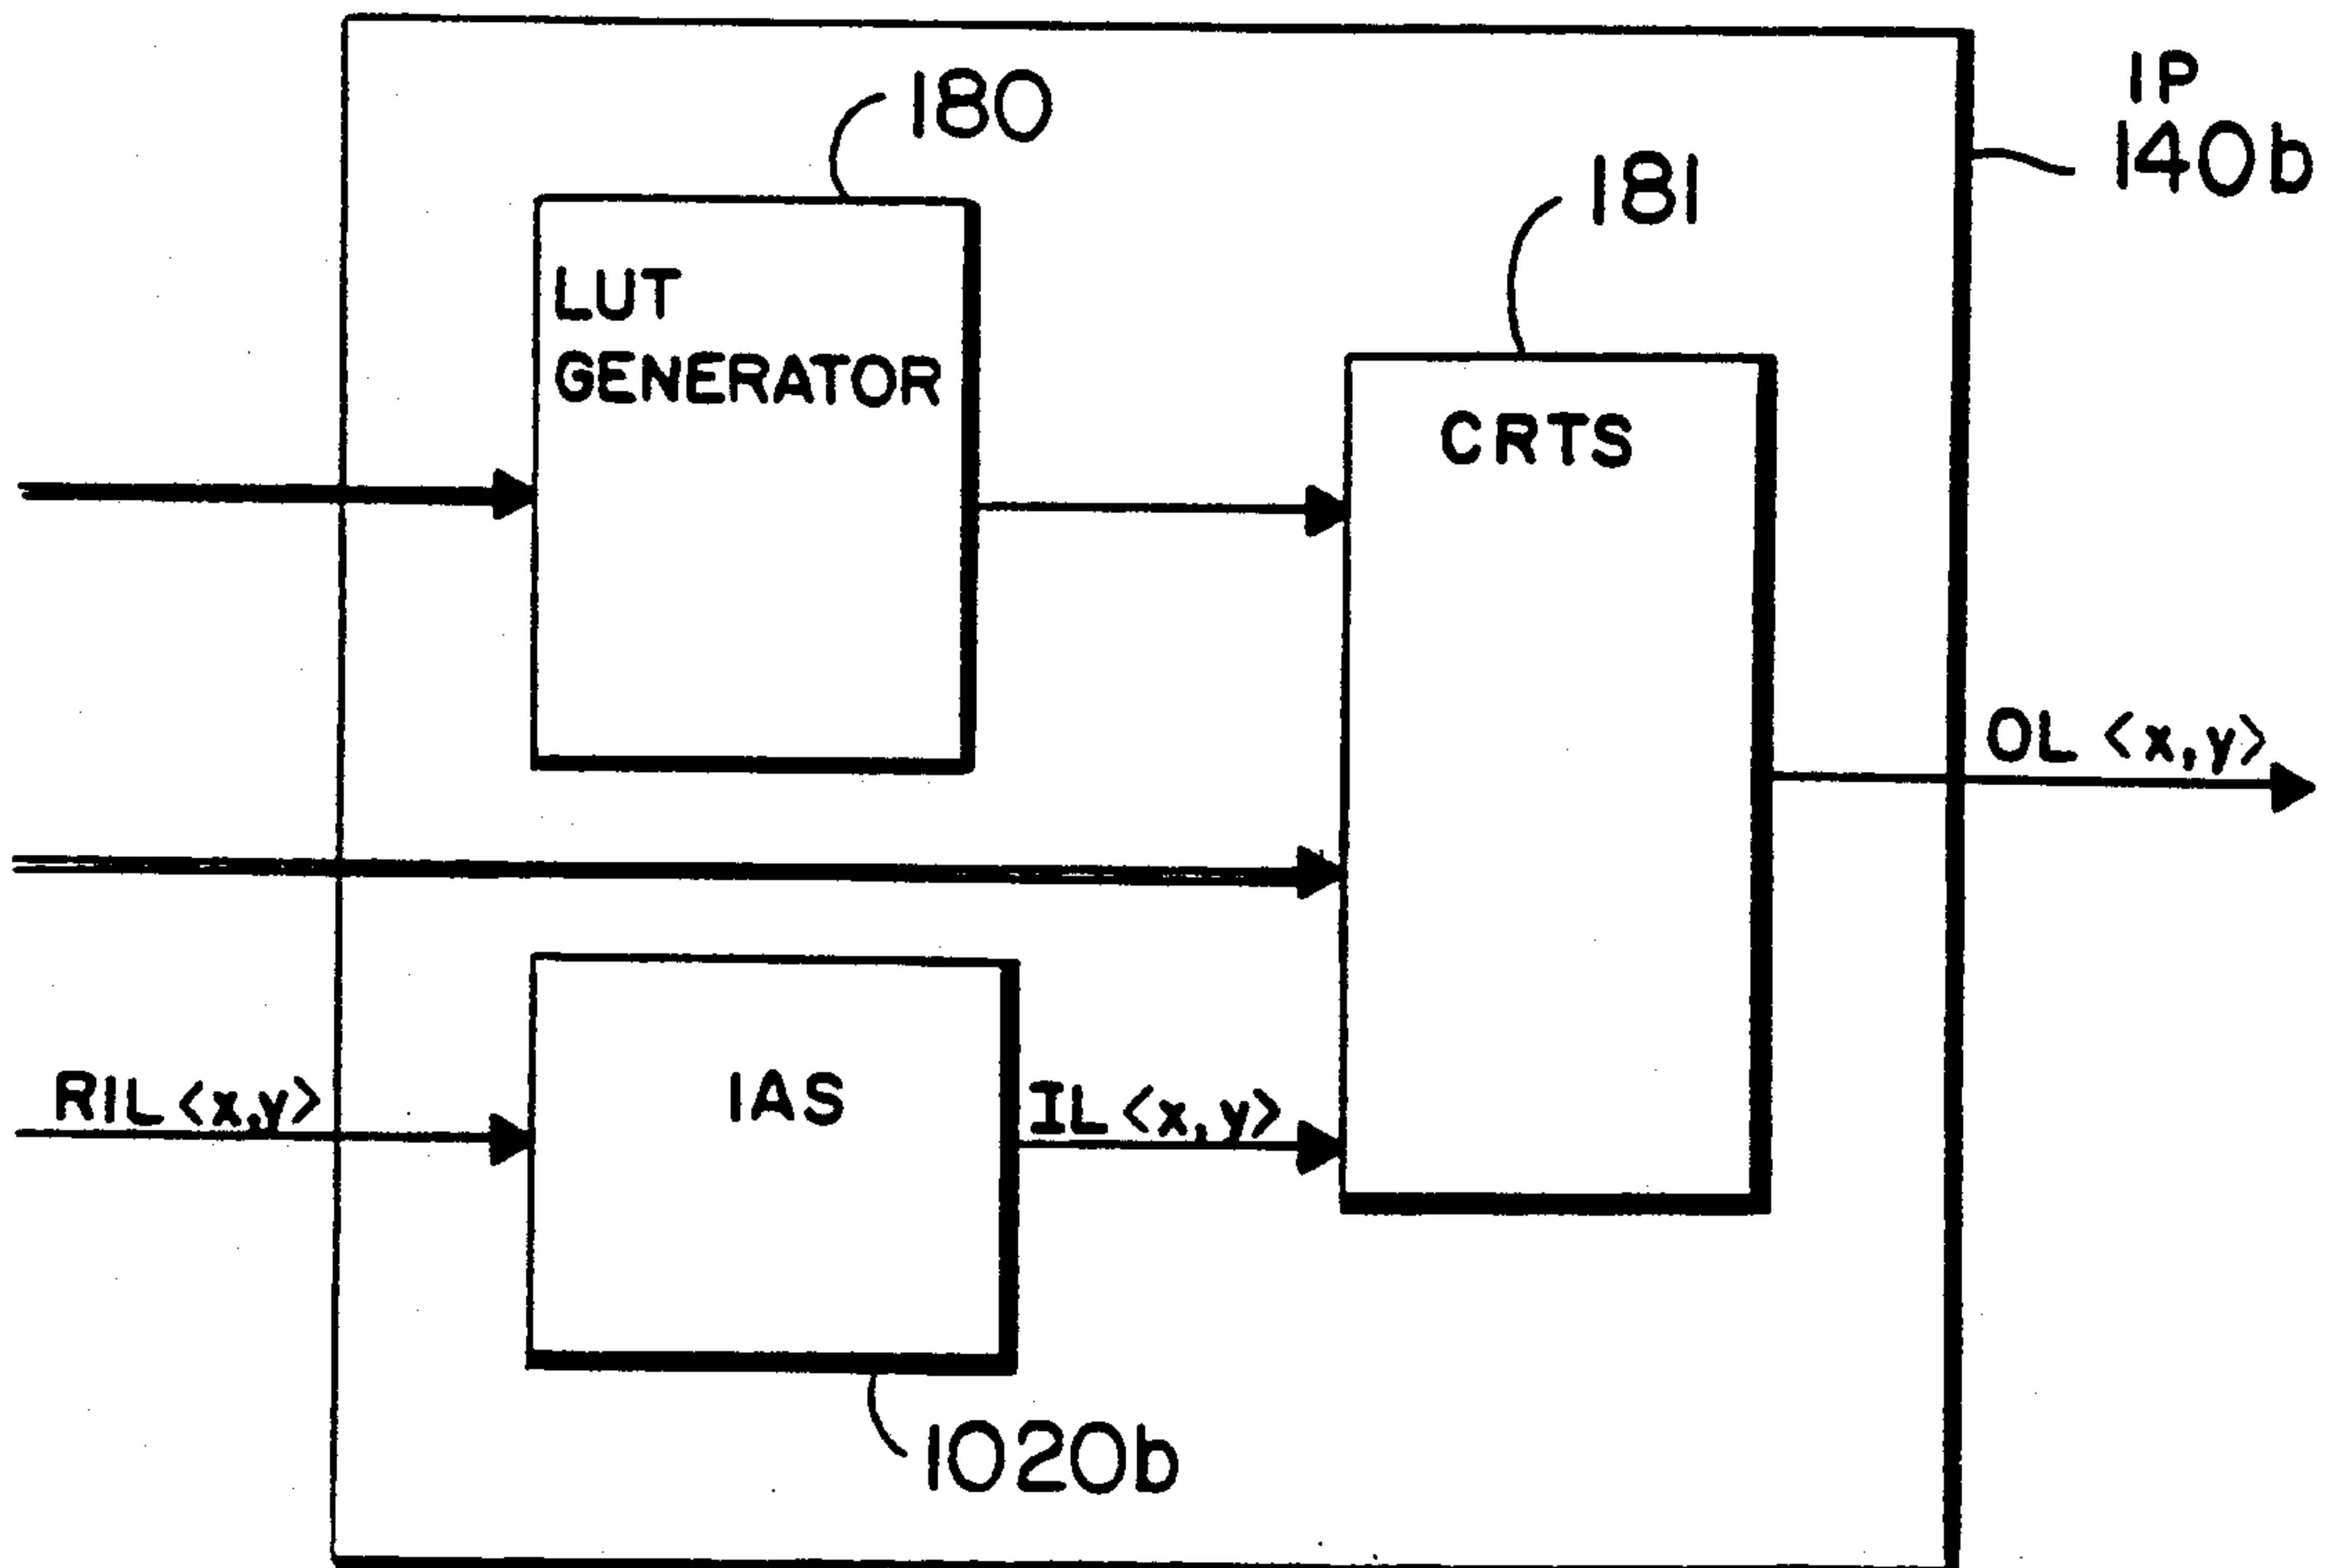 IP
180
140b
181
LUT
GENERATOR
CRTS
OL <x,y>
RIL<x,y>
IAS
IL<x,y>
1020b